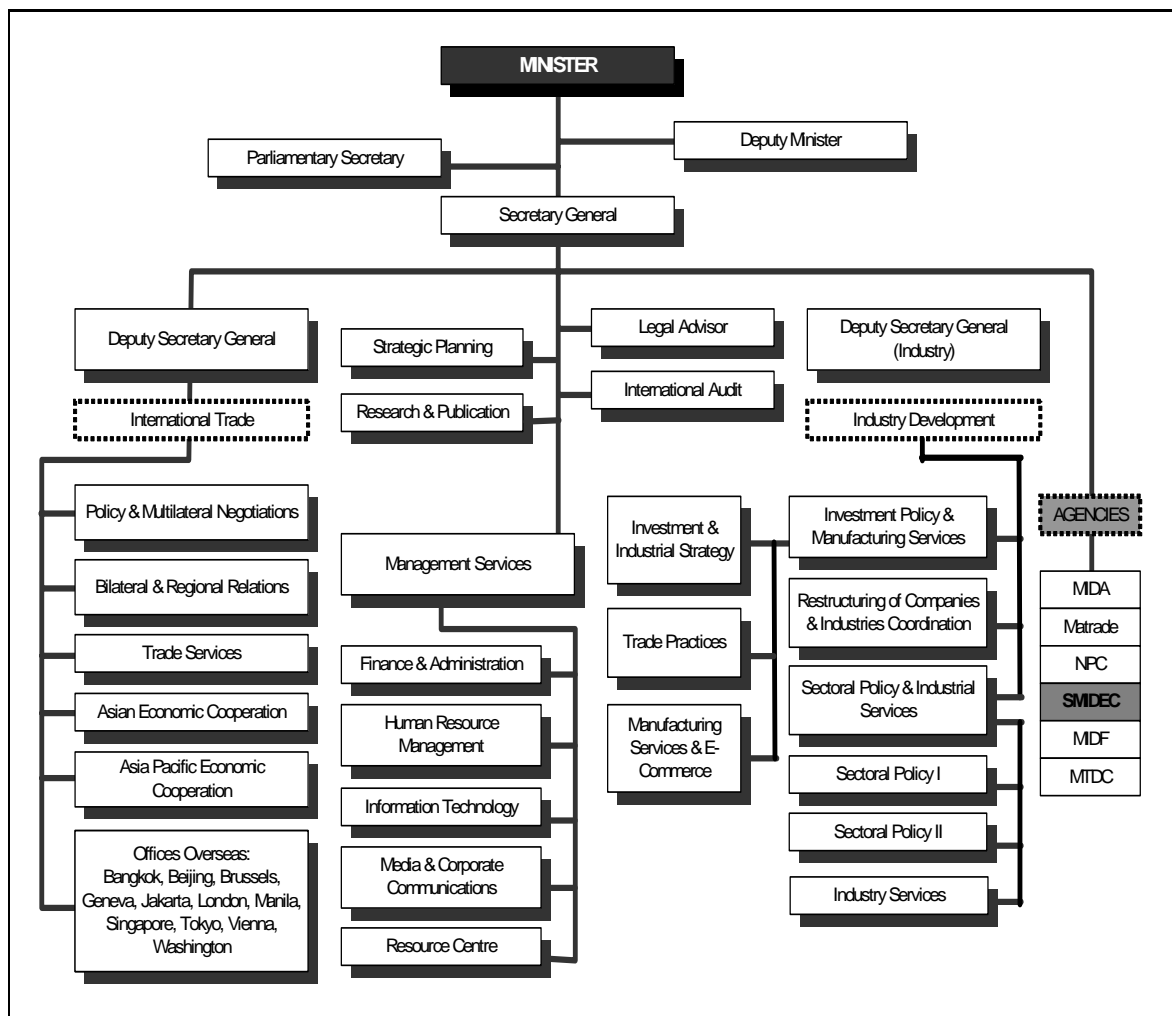 MINISTER
Deputy Minister
Parliamentary Secretary
Secretary General
Deputy Secretary General
International Trade
Policy & Multilateral Negotiations
Bilateral & Regional Relations
Trade Services
Asian Economic Cooperation
Asia Pacific Economic
Cooperation
Offices Overseas:
Bangkok, Beijing, Brussels,
Geneva, Jakarta, London, Manila,
Singapore, Tokyo, Vienna,
Washington
Strategic Planning
Research & Publication
Legal Advisor
International Audit
Management Services
Finance & Administration
Human Resource
Management
Information Technology
Media & Corporate
Communications
Resource Centre
Deputy Secretary General
(Industry)
Industry Development
Investment &
Industrial Strategy
Trade Practices
Manufacturing
Services & E-
Commerce
Investment Policy &
Manufacturing Services
Restructuring of Companies
& Industries Coordination
Sectoral Policy & Industrial
Services
Sectoral Policy I
Sectoral Policy II
Industry Services
AGENCIES
MIDA
Matrade
NPC
SMIDEC
MIDF
MTDC